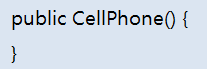 public CellPhone() {
}